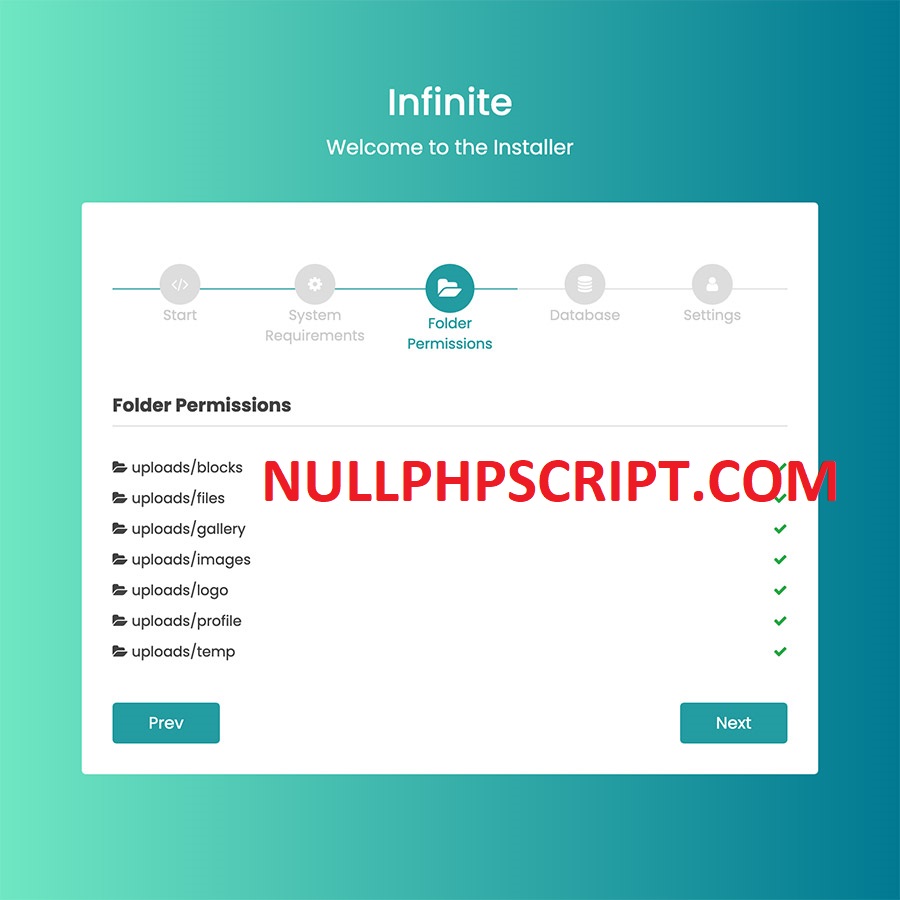 Infinite
Welcome to the Installer
Start
System
Requirements
Folder
Permissions
Database
Settings
Folder Permissions
uploads/blocks
NULLPHPSCRIPT.COM
uploads/files
uploads/gallery
uploads/images
uploads/logo
uploads/profile
uploads/temp
Prev
Next